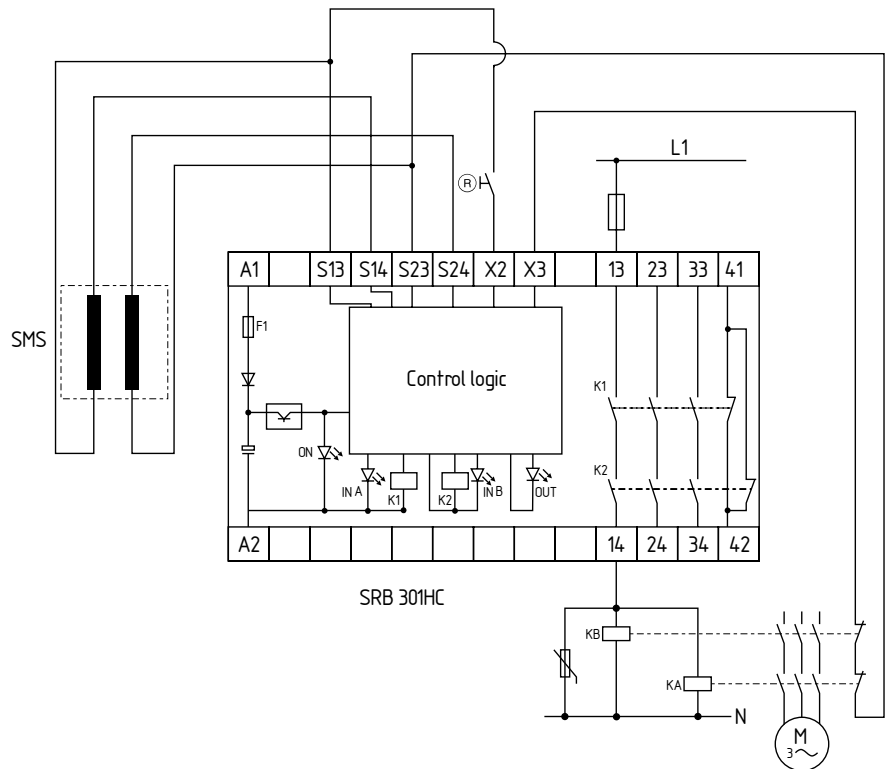 L1
R
A1 S13 S14 S23 S24 X2 X3 13 23 33 41
F1
SMS
Control logic
K1
ON
K2
IN A K1 K2 IN B OUT
A2 14 24 34 42
SRB 301HC
KB
KA
N
M
3